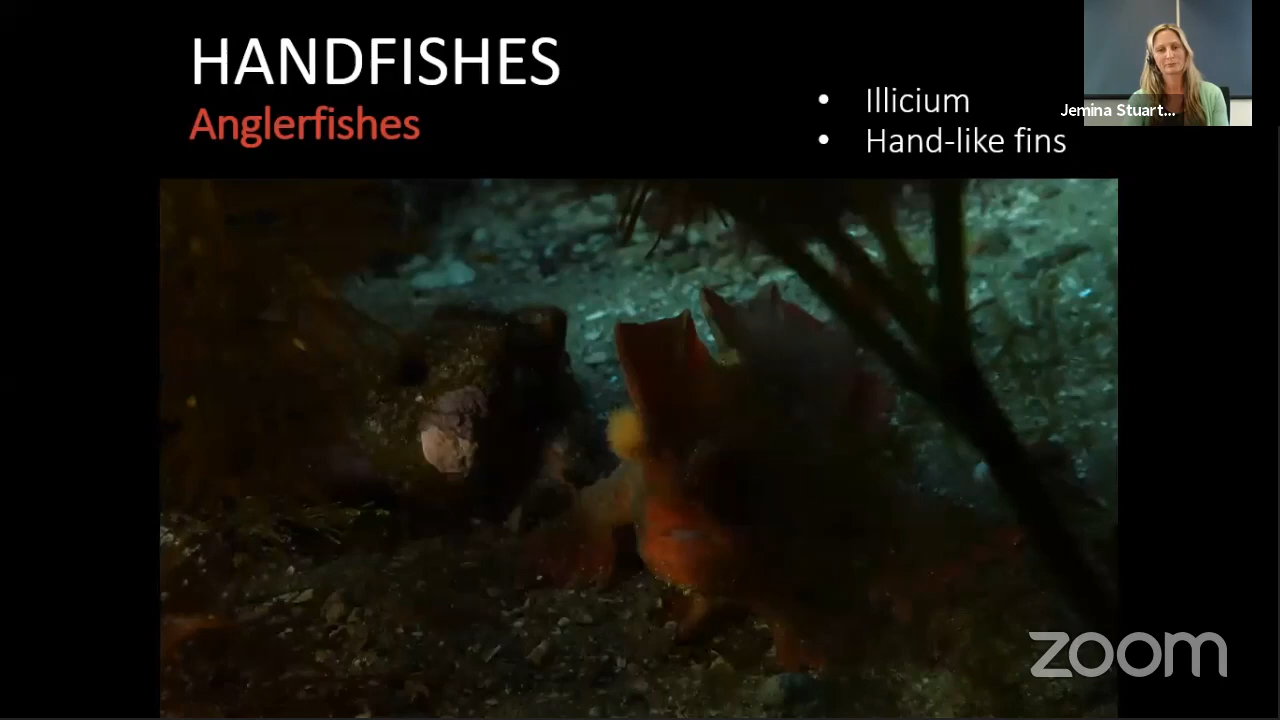 HANDFISHES
Anglerfishes
• Illicium
• Hand-like fins
Jemina Stuart...
zoom